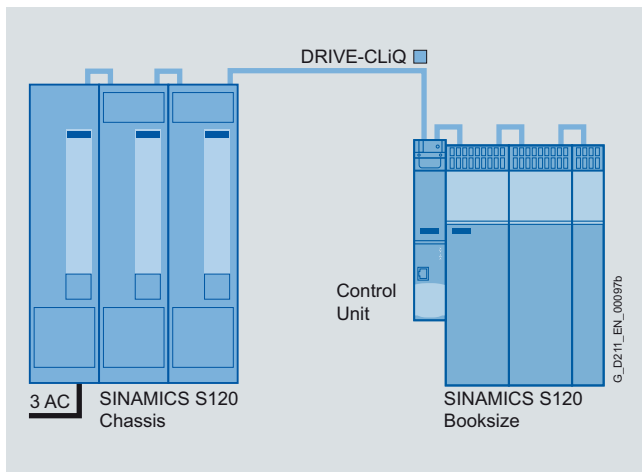 DRIVE-CLiQ
Control
Unit
3 AC
SINAMICS S120
Chassis
SINAMICS S120
Booksize
G_D211_EN_00097b